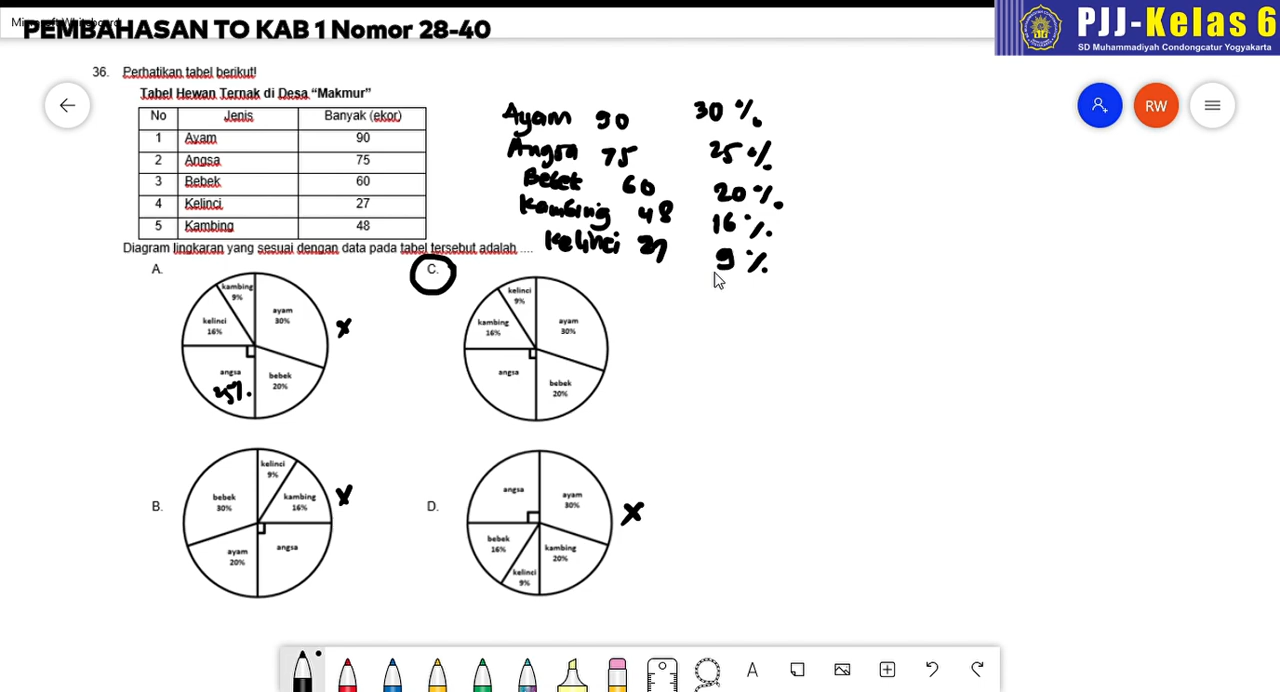 PEMBAHASAN TO KAB 1 Nomor 28-40
PJJ-Kelas 6
SD Muhammadiyah Condongcatur Yogyakarta
RW
36. Perhatikan tabel berikut!
Tabel Hewan Ternak di Desa “Makmur”
No Jenis Banyak (ekor)
1 Ayam 90
2 Angsa 75
3 Bebek 60
4 Kelinci 27
5 Kambing 48
Diagram lingkaran yang sesuai dengan data pada tabel tersebut adalah ....
Ayam 90 30 %
Angsa 75 25 %
Bebek 60 20 %
Kambing 48 16 %
Kelinci 27 9 %
A.
kambing
9%
ayam
30%
kelinci
16%
angsa
25%
bebek
20%
x
C.
kelinci
9%
ayam
30%
kambing
16%
angsa
bebek
20%
B.
kelinci
9%
bebek
30%
kambing
16%
ayam
20%
angsa
x
D.
angsa
ayam
30%
bebek
16%
kambing
20%
kelinci
9%
x
A